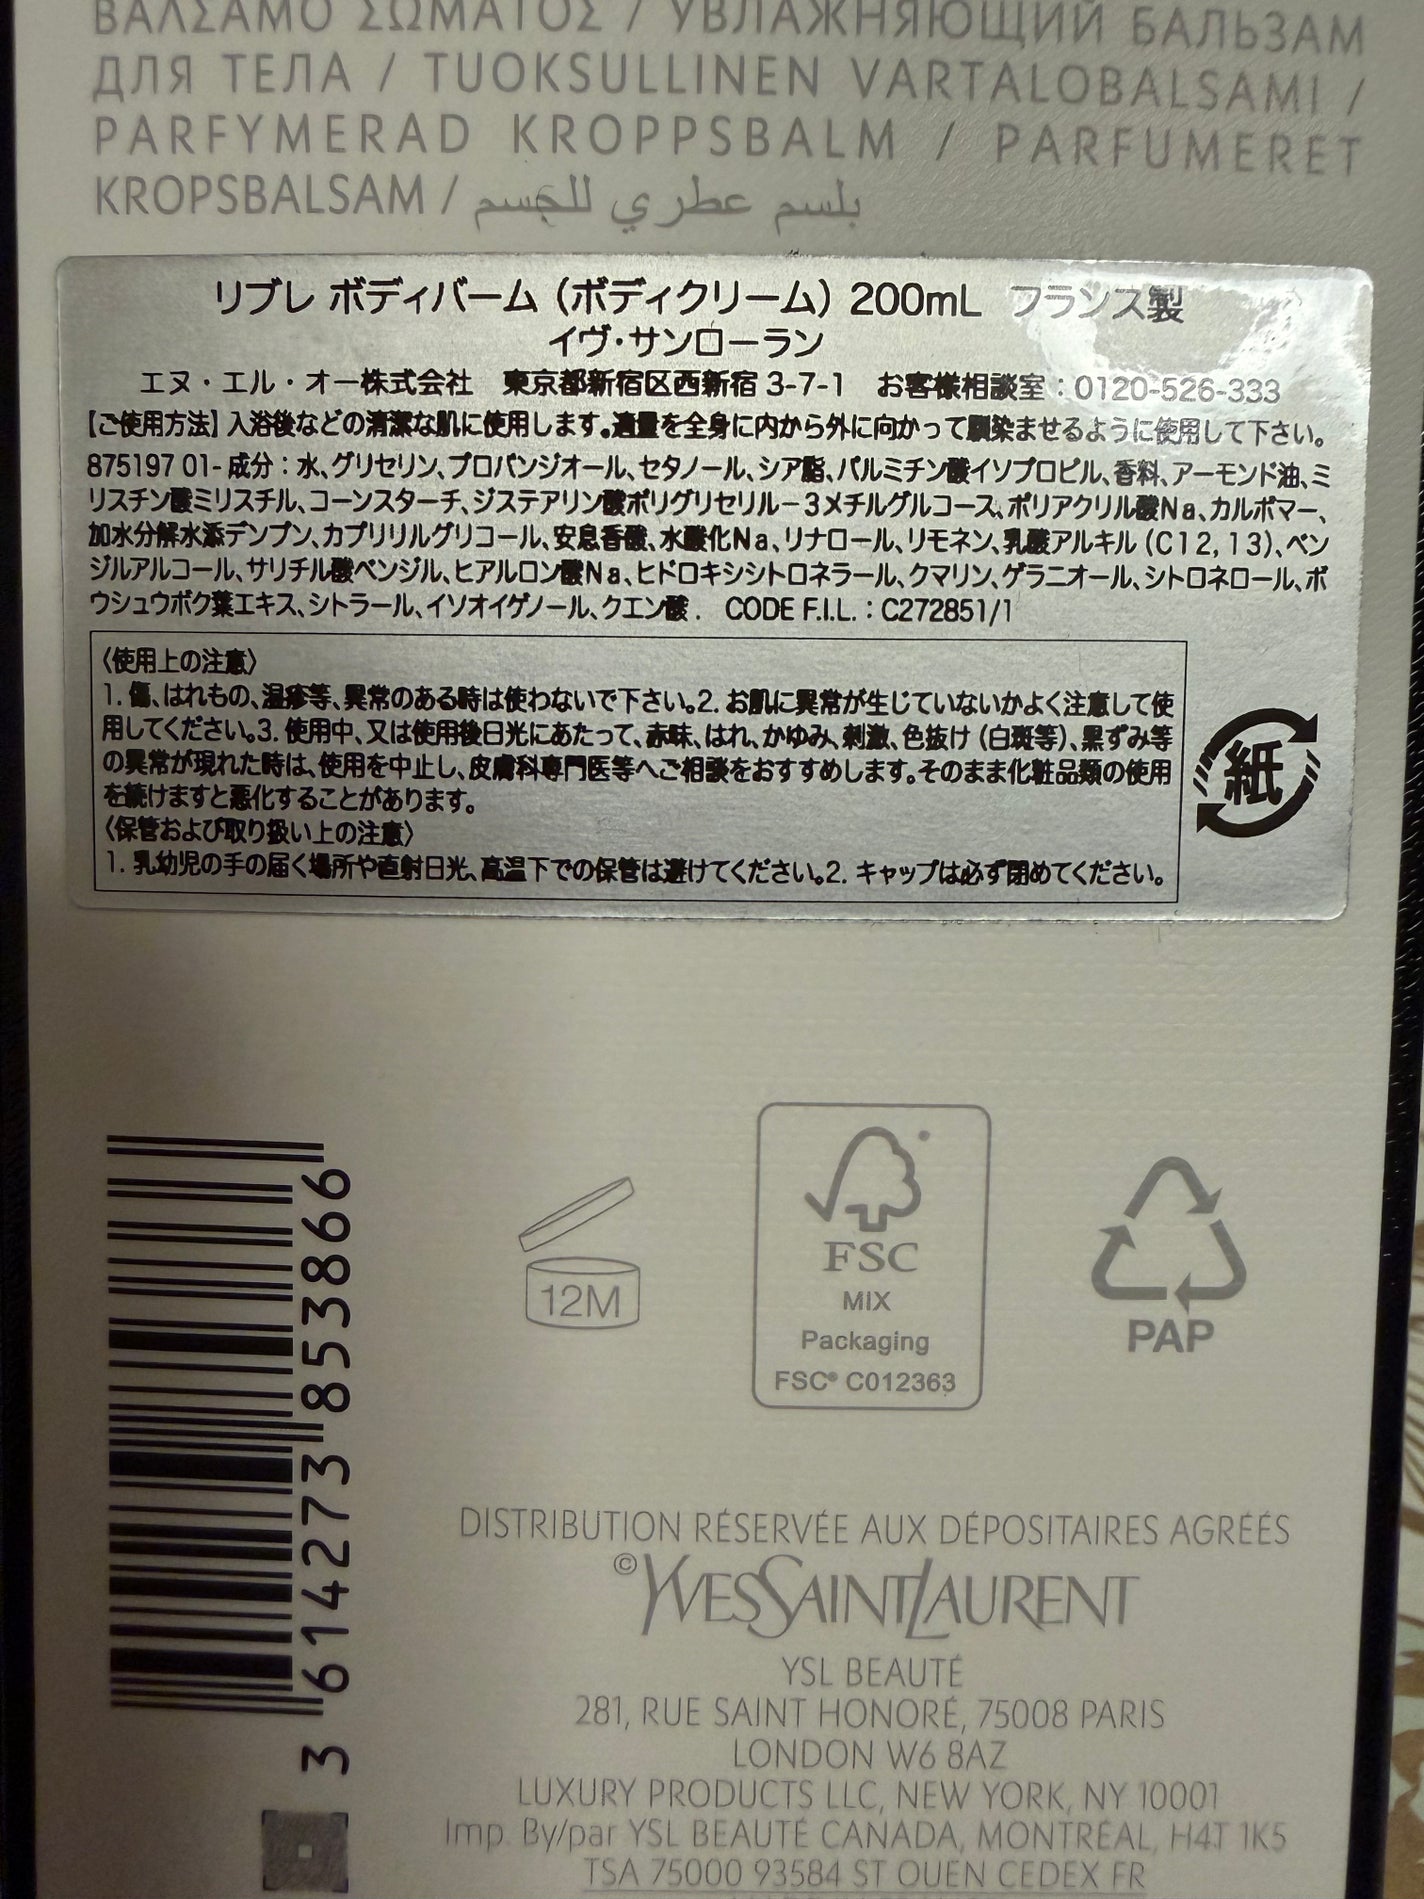 ΒΑΛΣΑΜΟ ΣΩΜΑΤΟΣ / УВЛАЖНЯЮЩИЙ БАЛЬЗАМ
ДЛЯ ТЕЛА / TUOKSULLINEN VARTALOBALSAMI /
PARFYMERAD KROPPSBALM / PARFUMERET
KROPSBALSAM / بلسم عطري للجسم
リブレ ボディバーム (ボディクリーム) 200mL フランス製
イヴ・サンローラン
エヌ・エル・オー株式会社 東京都新宿区西新宿 3-7-1 お客様相談室：0120-526-333
【ご使用方法】入浴後などの清潔な肌に使用します。適量を全身に内から外に向かって馴染ませるように使用して下さい。
875197 01- 成分：水、グリセリン、プロパンジオール、セタノール、シア脂、パルミチン酸イソプロピル、香料、アーモンド油、ミ
リスチン酸ミリスチル、コーンスターチ、ジステアリン酸ポリグリセリル－3メチルグルコース、ポリアクリル酸Na、カルボマー、
加水分解水添デンプン、カプリリルグリコール、安息香酸、水酸化Na、リナロール、リモネン、乳酸アルキル (C12, 13)、ベン
ジルアルコール、サリチル酸ベンジル、ヒアルロン酸Na、ヒドロキシシトロネラール、クマリン、ゲラニオール、シトロネロール、ボ
ウシュウボク葉エキス、シトラール、イソオイゲノール、クエン酸． CODE F.I.L.：C272851/1
〈使用上の注意〉
1. 傷、はれもの、湿疹等、異常のある時は使わないで下さい。2. お肌に異常が生じていないかよく注意して使
用してください。3. 使用中、又は使用後日光にあたって、赤味、はれ、かゆみ、刺激、色抜け (白斑等)、黒ずみ等
の異常が現れた時は、使用を中止し、皮膚科専門医等へご相談をおすすめします。そのまま化粧品類の使用
を続けますと悪化することがあります。
〈保管および取り扱い上の注意〉
1. 乳幼児の手の届く場所や直射日光、高温下での保管は避けてください。2. キャップは必ず閉めてください。
紙
3 614273 853866
12M
FSC
MIX
Packaging
FSC® C012363
PAP
DISTRIBUTION RÉSERVÉE AUX DÉPOSITAIRES AGRÉÉS
©YVESSAINTLAURENT
YSL BEAUTÉ
281, RUE SAINT HONORÉ, 75008 PARIS
LONDON W6 8AZ
LUXURY PRODUCTS LLC, NEW YORK, NY 10001
Imp. By/par YSL BEAUTÉ CANADA, MONTRÉAL, H4T 1K5
TSA 75000 93584 ST OUEN CEDEX FR